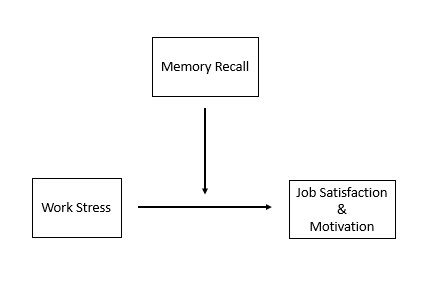 Memory Recall
Work Stress
Job Satisfaction
&
Motivation